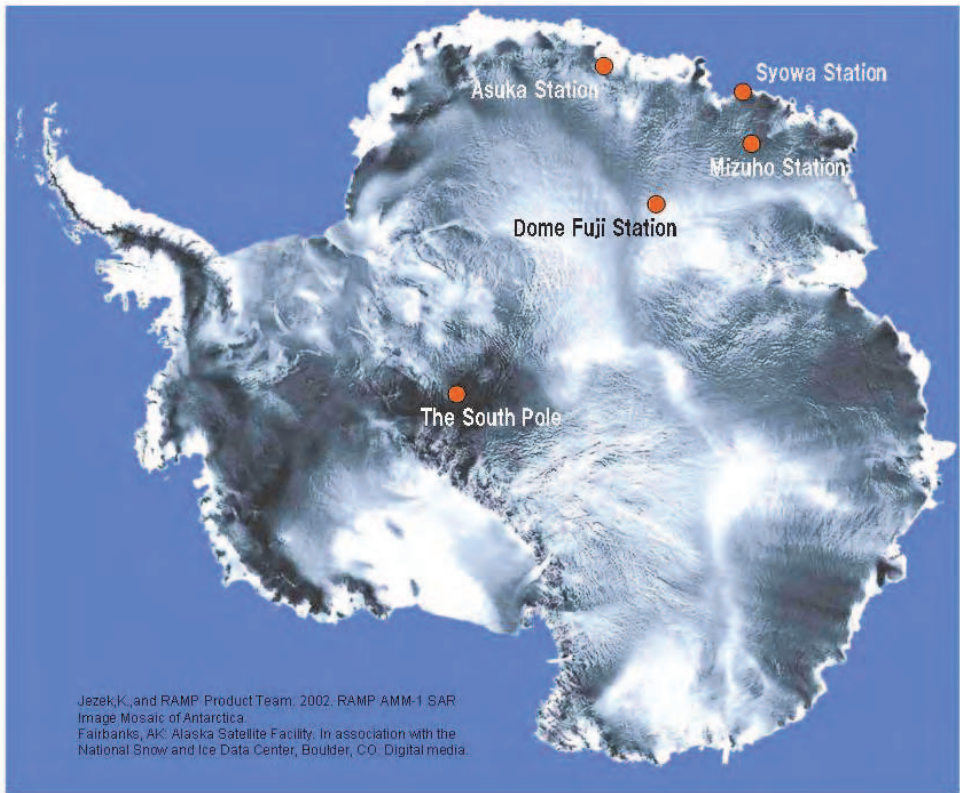 Asuka Station
Syowa Station
Mizuho Station
Dome Fuji Station
The South Pole
Jezek,K.,and RAMP Product Team. 2002. RAMP AMM-1 SAR
Image Mosaic of Antarctica.
Fairbanks, AK: Alaska Satellite Facility. In association with the
National Snow and Ice Data Center, Boulder, CO. Digital media.